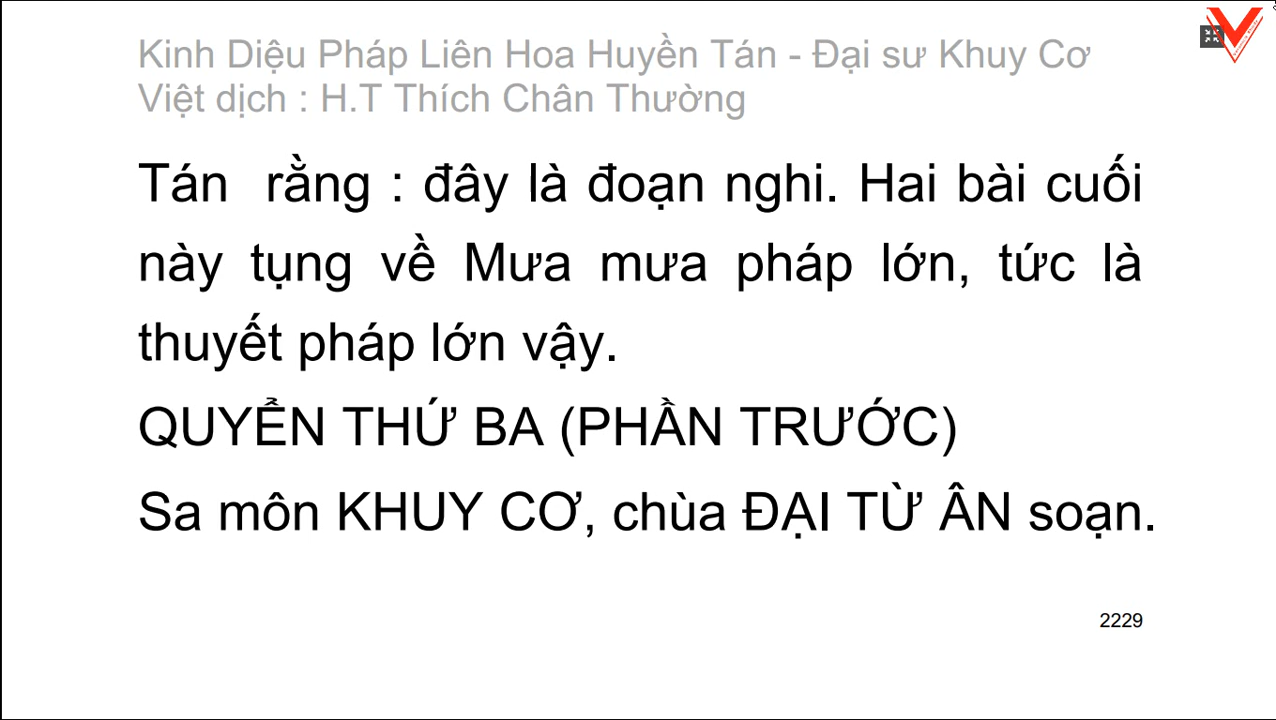 Kinh Diệu Pháp Liên Hoa Huyền Tán - Đại sư Khuy Cơ
Việt dịch : H.T Thích Chân Thường
Tán rằng : đây là đoạn nghi. Hai bài cuối
này tụng về Mưa mưa pháp lớn, tức là
thuyết pháp lớn vậy.
QUYỂN THỨ BA (PHẦN TRƯỚC)
Sa môn KHUY CƠ, chùa ĐẠI TỪ ÂN soạn.
2229